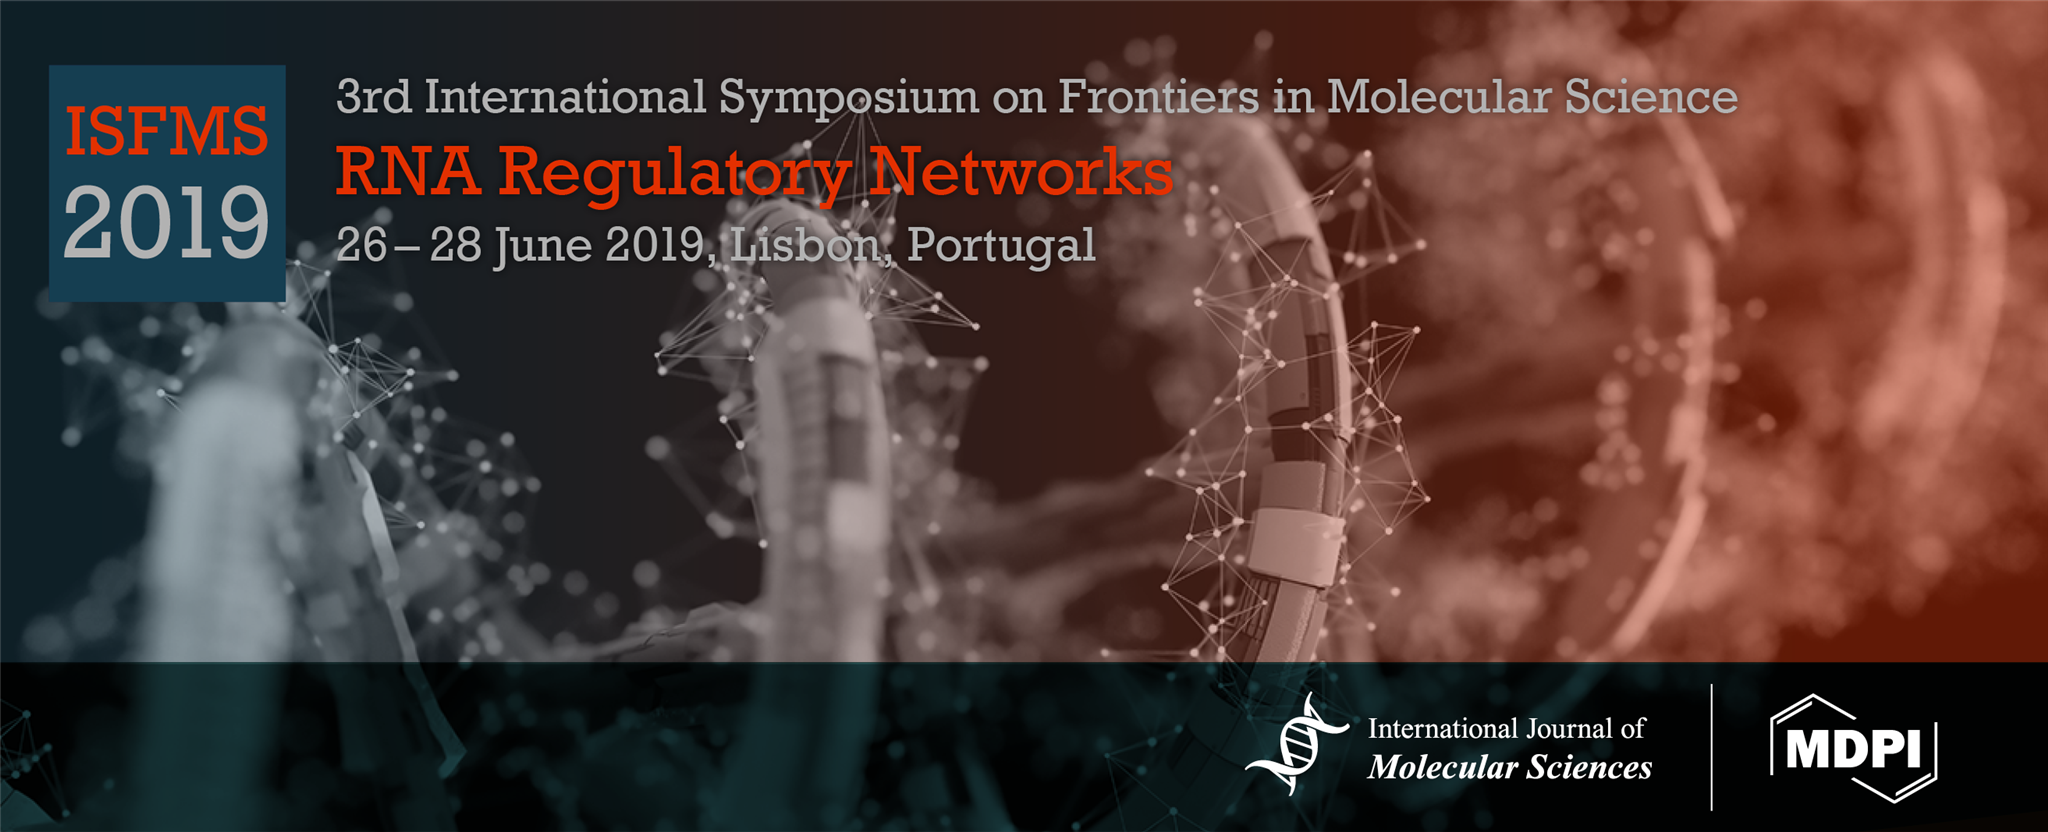 ISFMS
2019
3rd International Symposium on Frontiers in Molecular Science
RNA Regulatory Networks
26 – 28 June 2019, Lisbon, Portugal
International Journal of
Molecular Sciences
MDPI